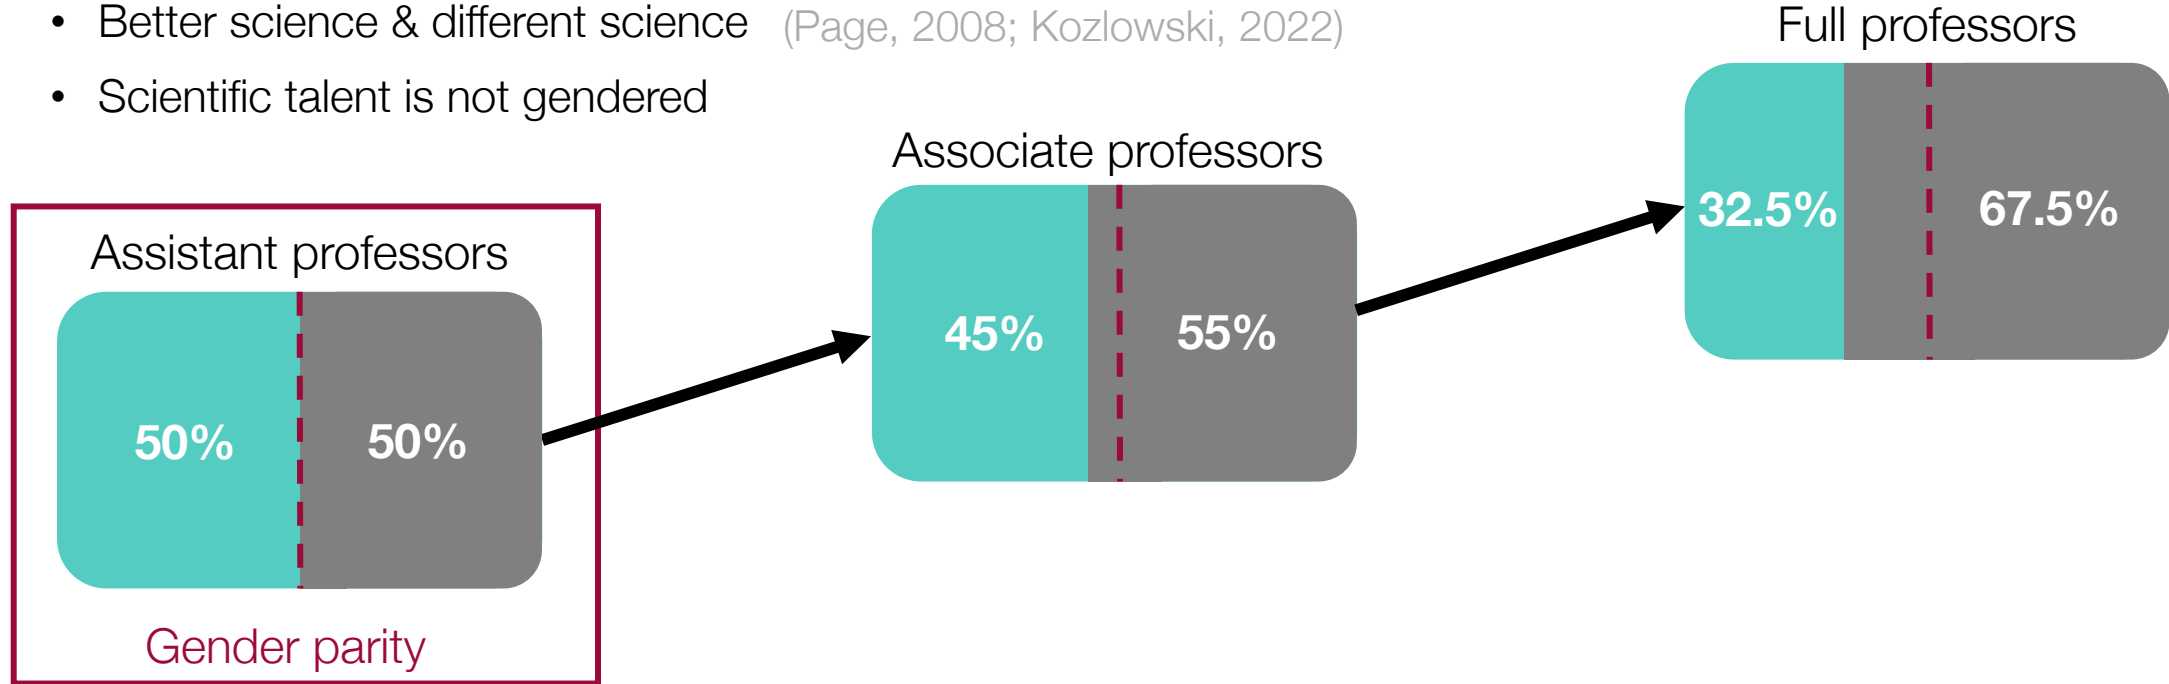 • Better science & different science (Page, 2008; Kozlowski, 2022)
• Scientific talent is not gendered
Assistant professors
50% 50%
Gender parity
Associate professors
45% 55%
Full professors
32.5% 67.5%